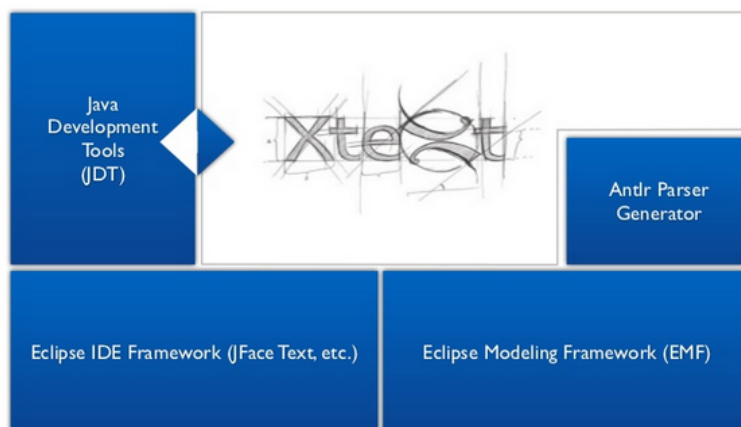 Java
Development
Tools
(JDT)
Xtext
Antlr Parser
Generator
Eclipse IDE Framework (JFace Text, etc.)
Eclipse Modeling Framework (EMF)